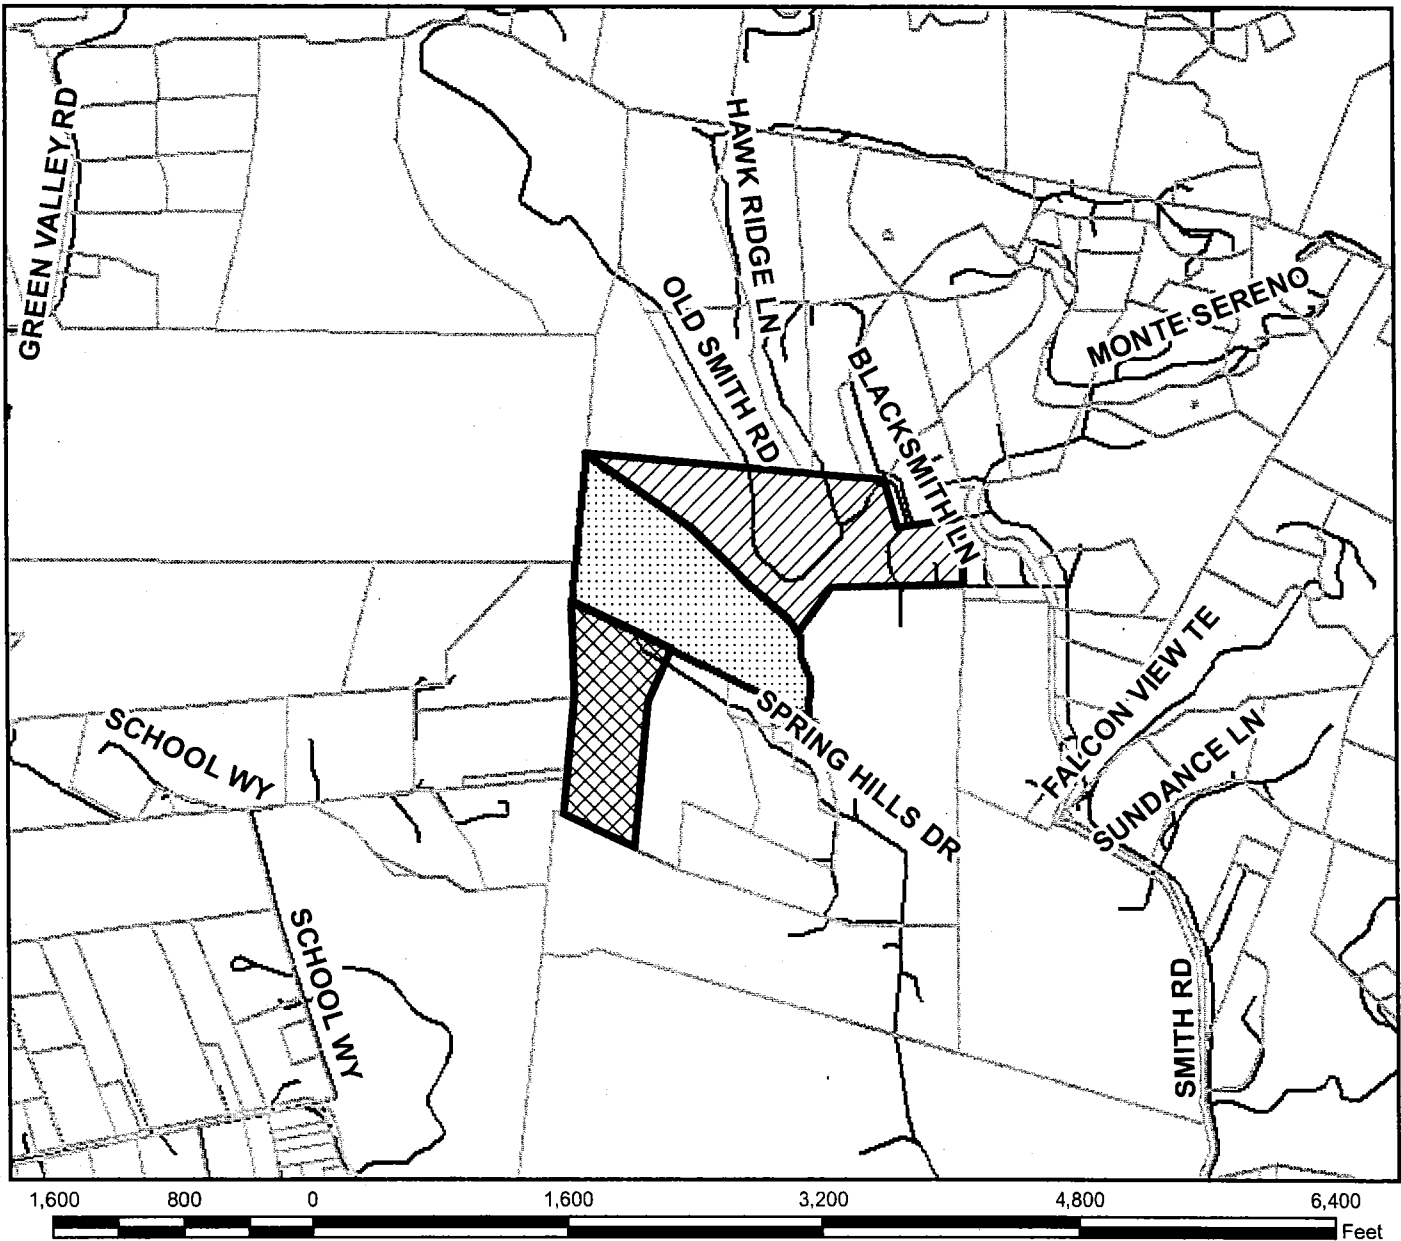 GREEN VALLEY RD
HAWK RIDGE LN
OLD SMITH RD
MONTE SERENO
BLACKSMITH LN
FALCON VIEW TE
SUNDANCE LN
SPRING HILLS DR
SCHOOL WY
SCHOOL WY
SMITH RD
1,600 800 0 1,600 3,200 4,800 6,400
Feet